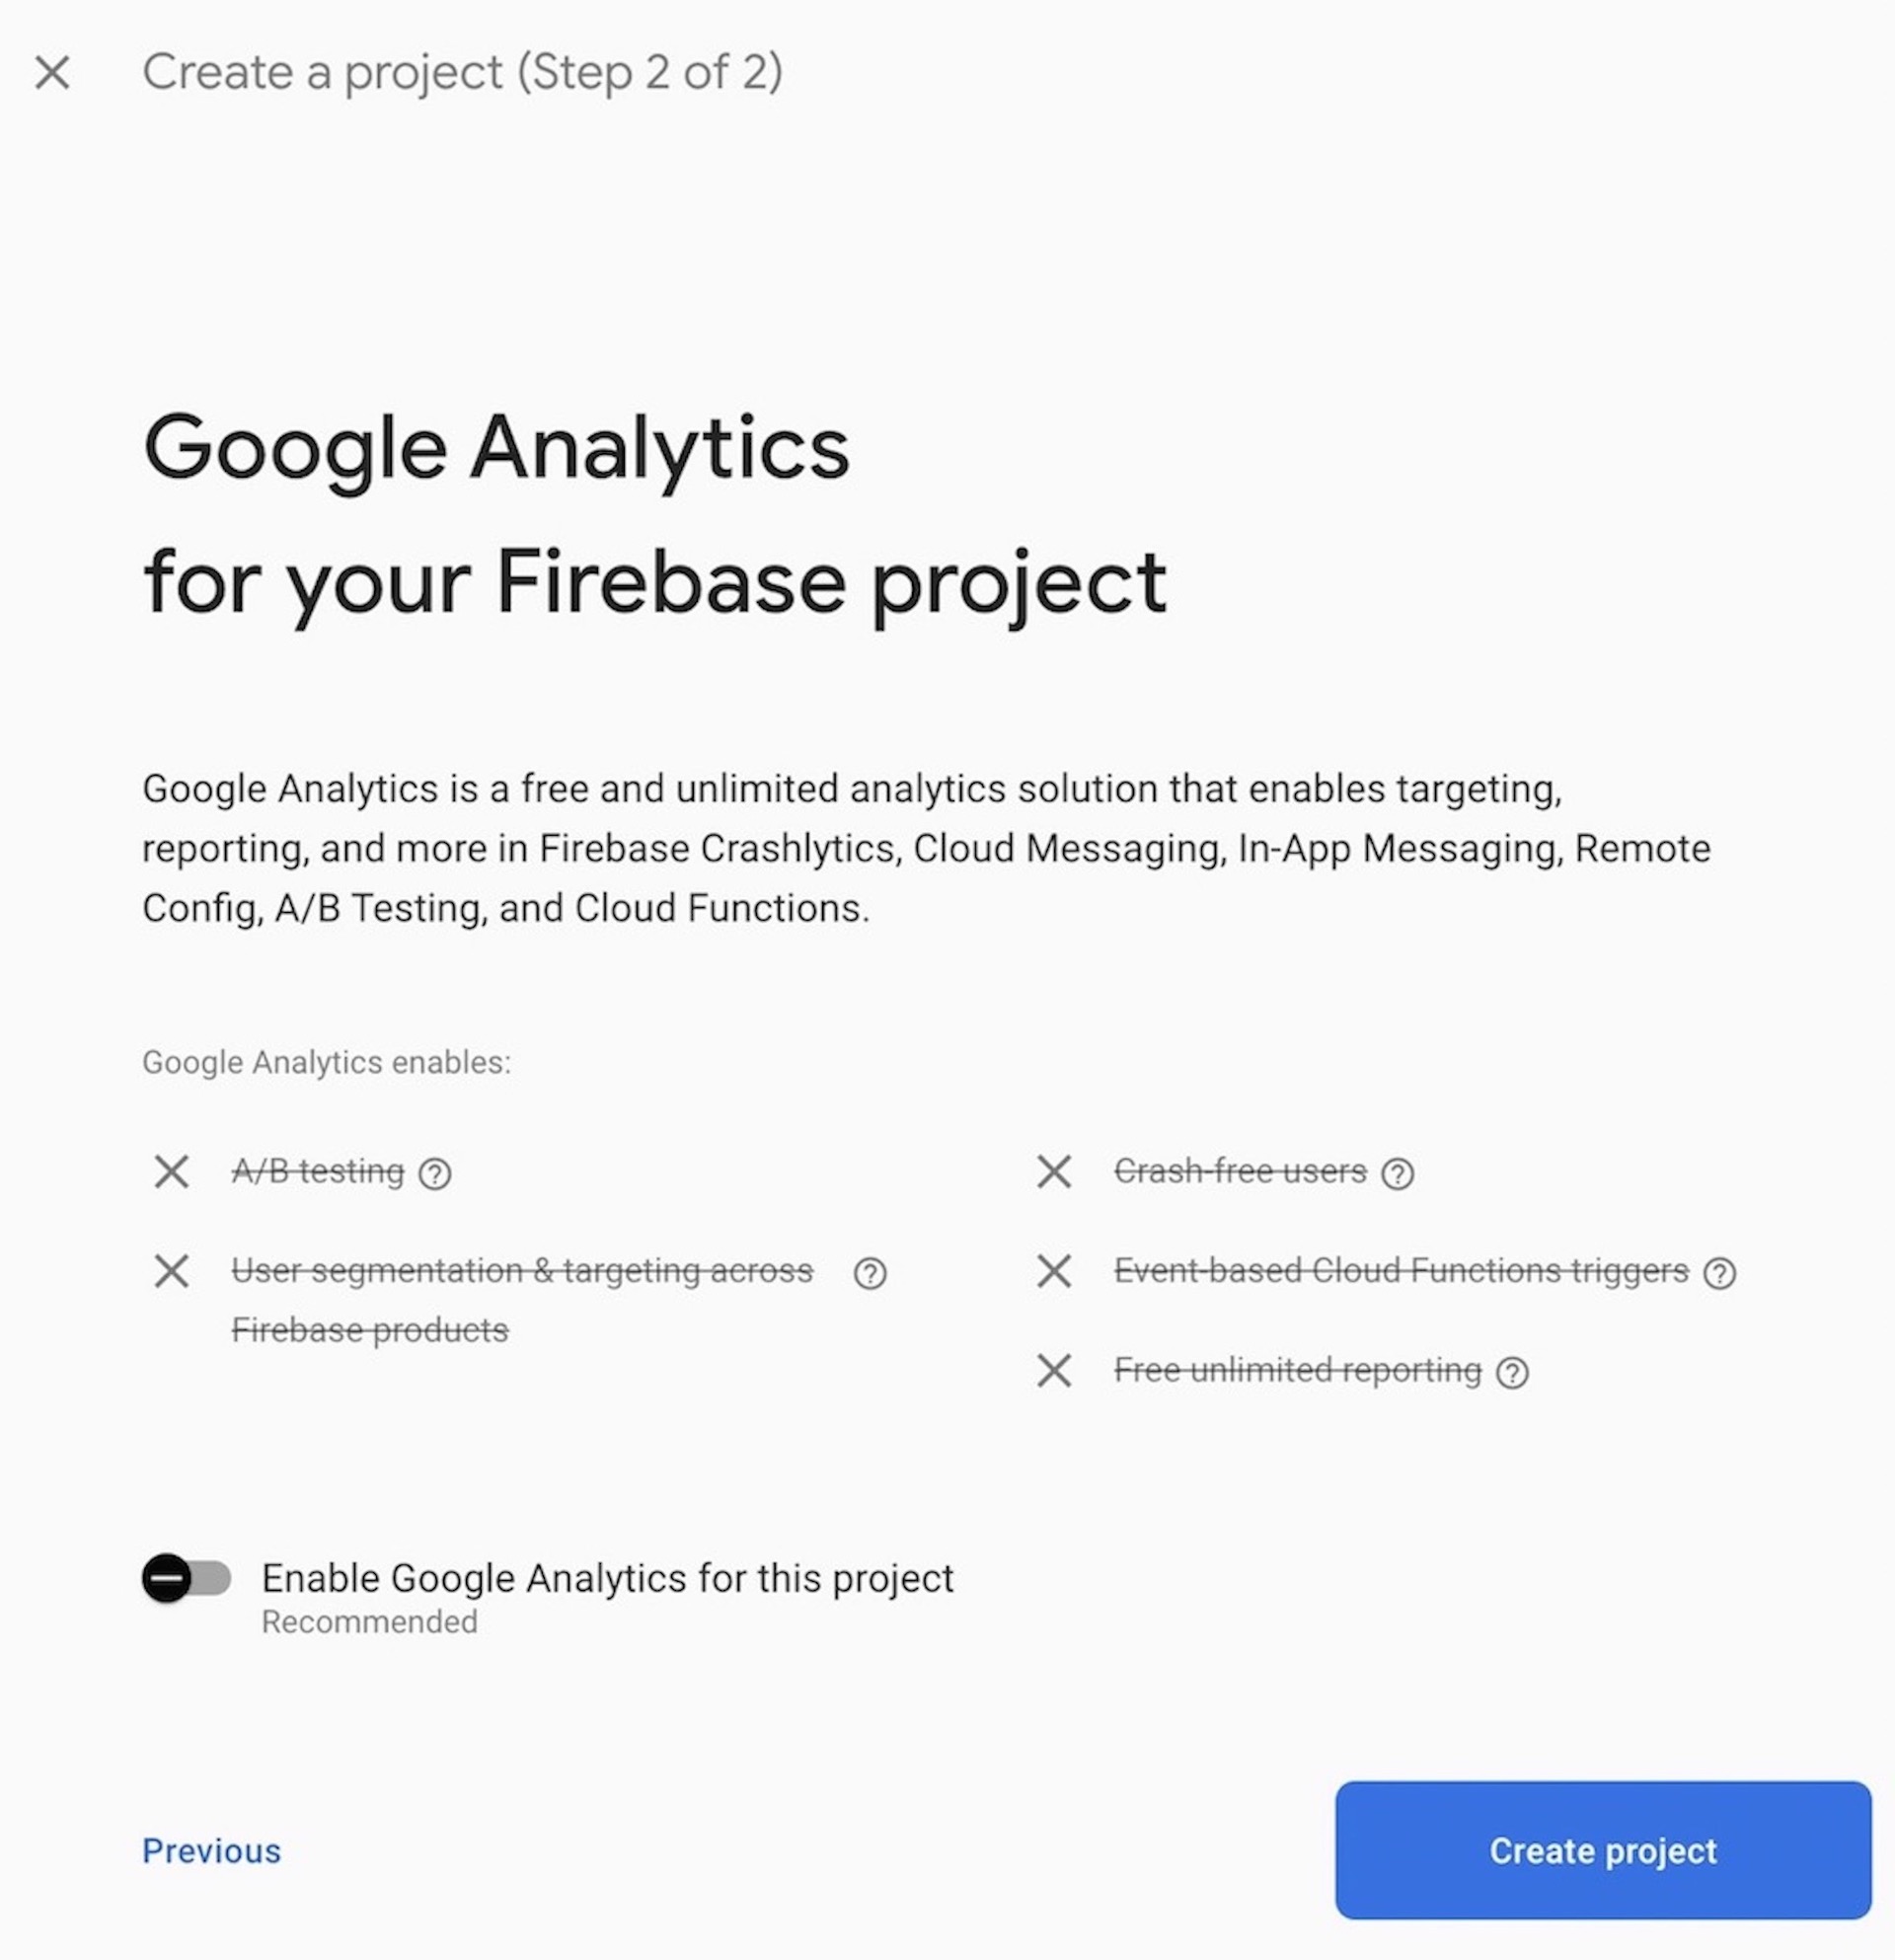 Create a project (Step 2 of 2)
Google Analytics
for your Firebase project
Google Analytics is a free and unlimited analytics solution that enables targeting,
reporting, and more in Firebase Crashlytics, Cloud Messaging, In-App Messaging, Remote
Config, A/B Testing, and Cloud Functions.
Google Analytics enables:
A/B testing
User segmentation & targeting across
Firebase products
Crash-free users
Event-based Cloud Functions triggers
Free unlimited reporting
Enable Google Analytics for this project
Recommended
Previous
Create project